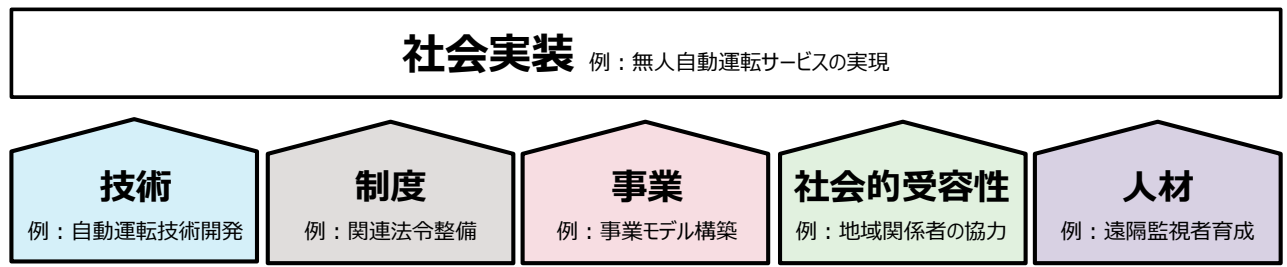 社会実装 例：無人自動運転サービスの実現
技術
例：自動運転技術開発
制度
例：関連法令整備
事業
例：事業モデル構築
社会的受容性
例：地域関係者の協力
人材
例：遠隔監視者育成